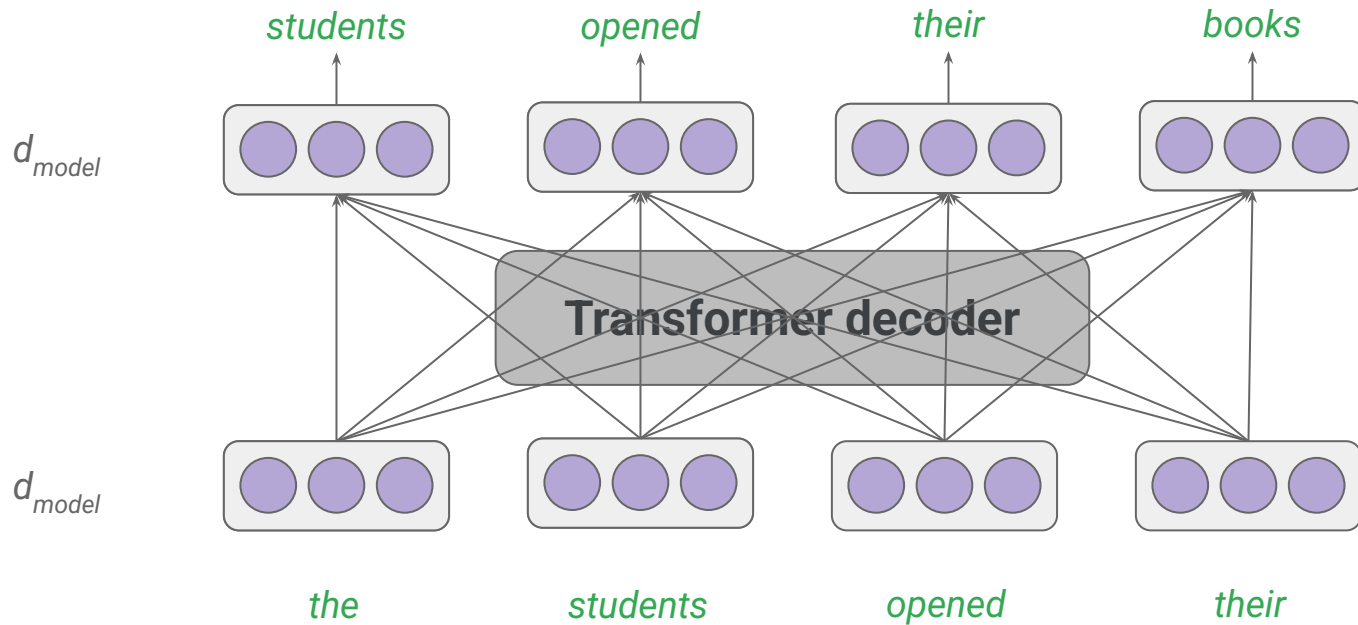 students opened their books
d_model
Transformer decoder
d_model
the students opened their